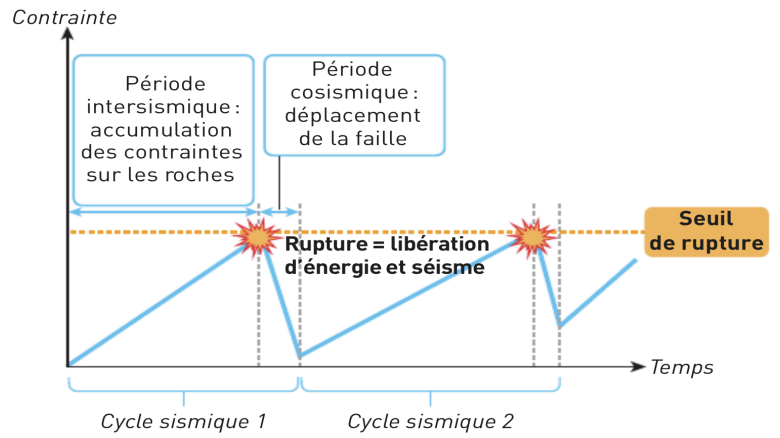 Contrainte
Période
intersismique :
accumulation
des contraintes
sur les roches
Période
cosismique :
déplacement
de la faille
Rupture = libération
d’énergie et séisme
Seuil
de rupture
Temps
Cycle sismique 1
Cycle sismique 2